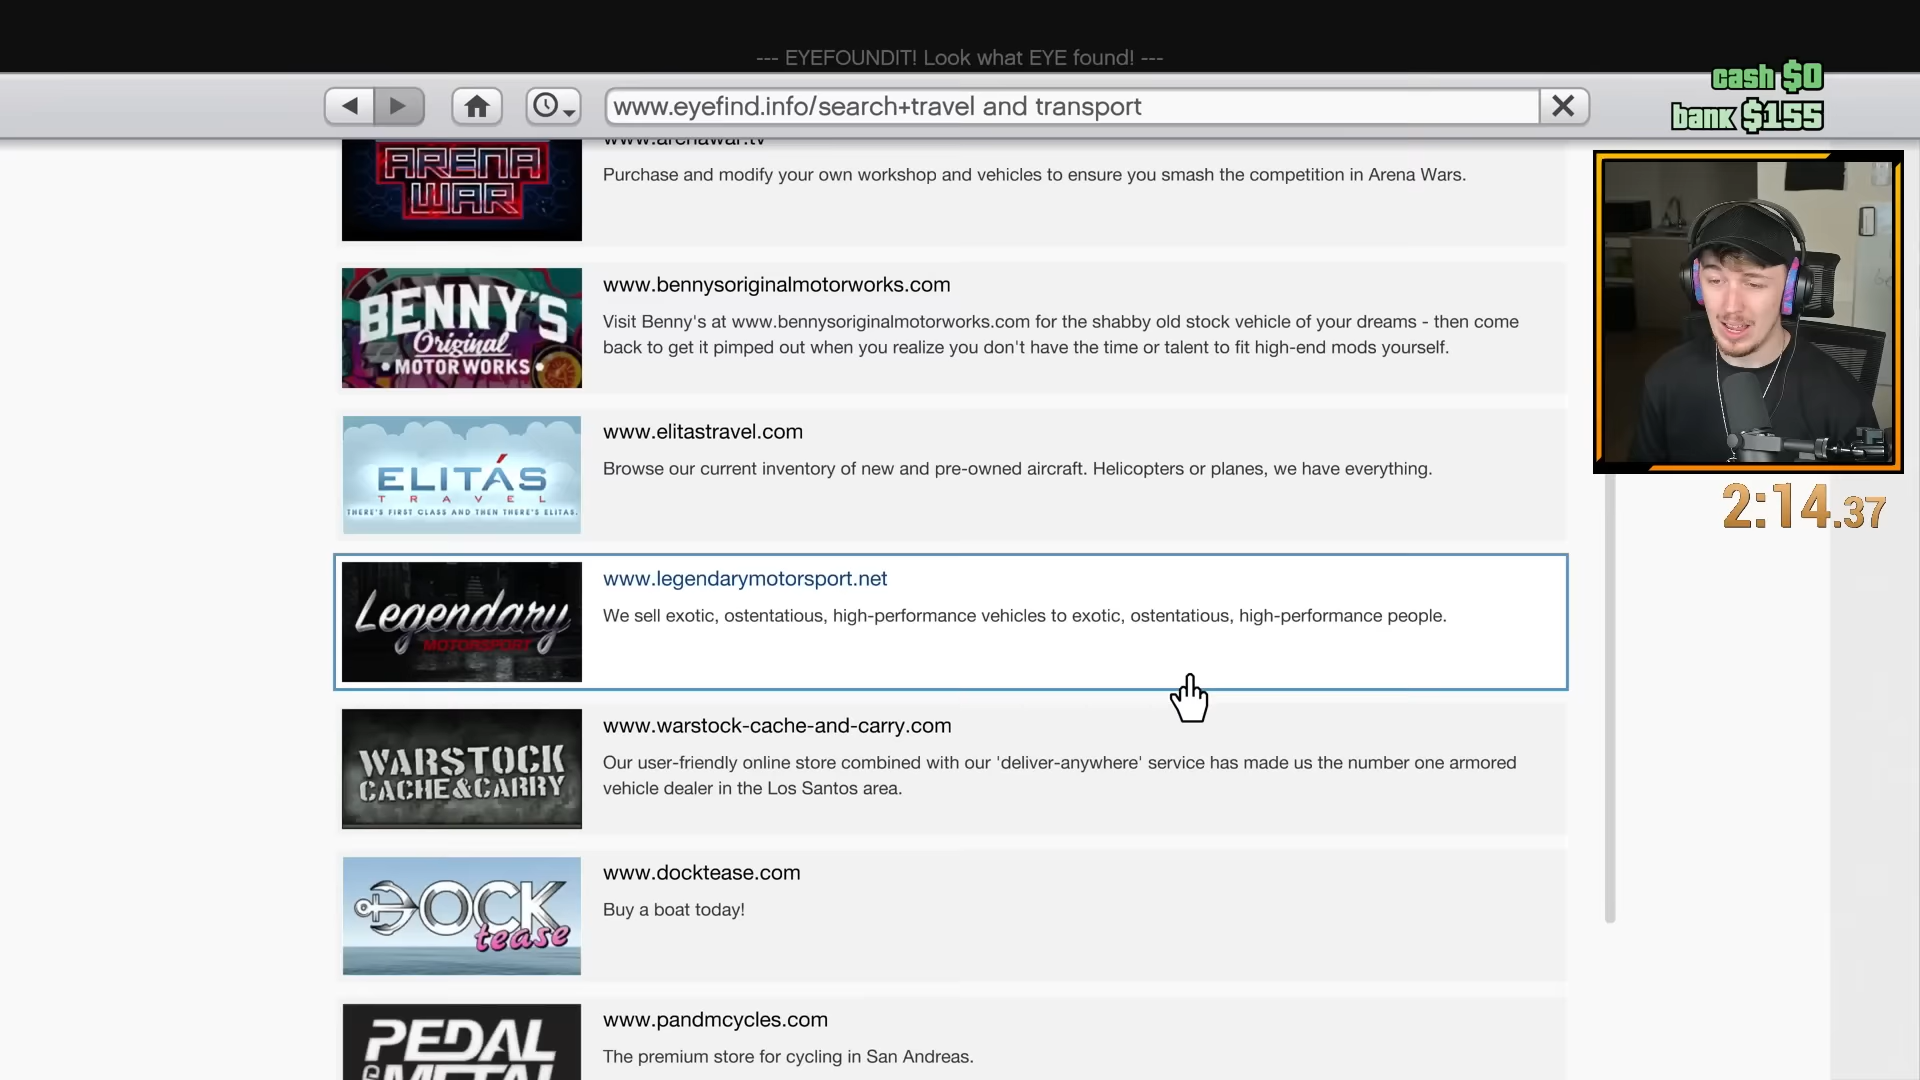 --- EYEFOUNDIT! Look what EYE found! ---
cash $0
bank $155
www.eyefind.info/search+travel and transport
www.arenawar.tv
ARENA
WAR
Purchase and modify your own workshop and vehicles to ensure you smash the competition in Arena Wars.
BENNY'S
Original
MOTORWORKS
www.bennysoriginalmotorworks.com
Visit Benny's at www.bennysoriginalmotorworks.com for the shabby old stock vehicle of your dreams - then come
back to get it pimped out when you realize you don't have the time or talent to fit high-end mods yourself.
ELITÁS
TRAVEL
THERE'S FIRST CLASS AND THEN THERE'S ELITAS.
www.elitastravel.com
Browse our current inventory of new and pre-owned aircraft. Helicopters or planes, we have everything.
2:14.37
Legendary
MOTORSPORT
www.legendarymotorsport.net
We sell exotic, ostentatious, high-performance vehicles to exotic, ostentatious, high-performance people.
WARSTOCK
CACHE&CARRY
www.warstock-cache-and-carry.com
Our user-friendly online store combined with our 'deliver-anywhere' service has made us the number one armored
vehicle dealer in the Los Santos area.
DOCK
tease
www.docktease.com
Buy a boat today!
PEDAL
METAL
www.pandmcycles.com
The premium store for cycling in San Andreas.